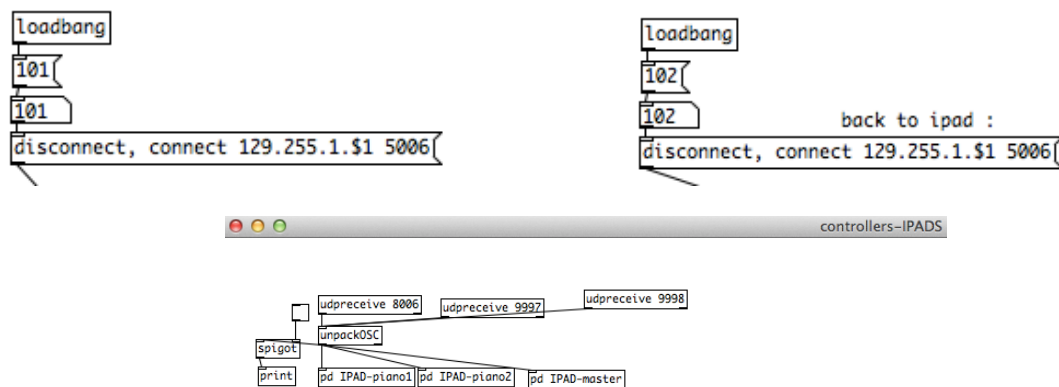 loadbang
101
101
disconnect, connect 129.255.1.$1 5006
loadbang
102
102
back to ipad :
disconnect, connect 129.255.1.$1 5006
controllers-IPADS
udpreceive 8006
udpreceive 9997
udpreceive 9998
unpackOSC
spigot
print
pd IPAD-piano1
pd IPAD-piano2
pd IPAD-master